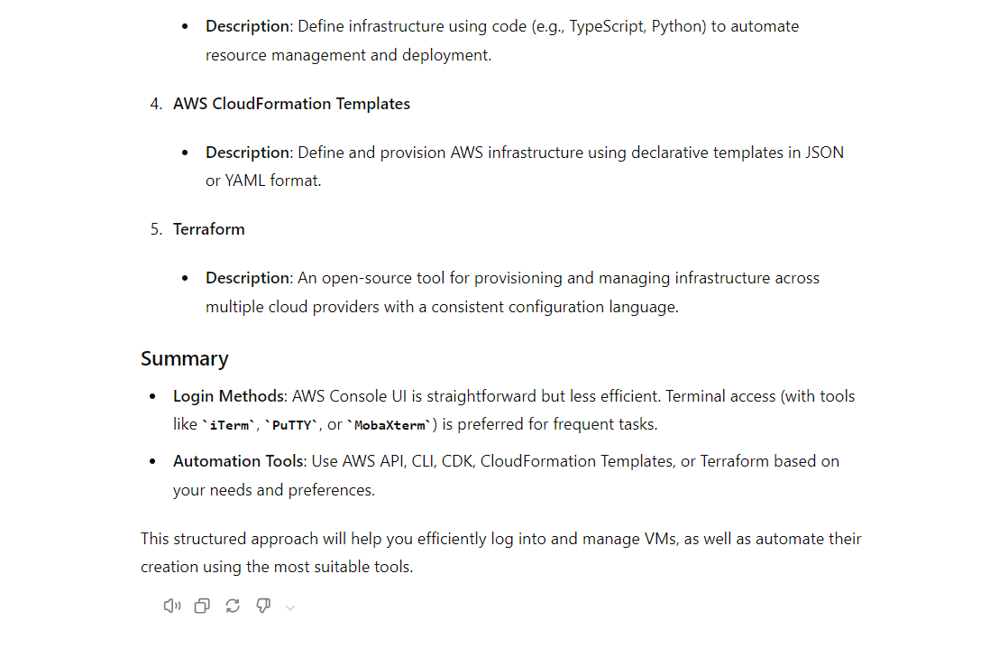 • Description: Define infrastructure using code (e.g., TypeScript, Python) to automate
resource management and deployment.
4. AWS CloudFormation Templates
• Description: Define and provision AWS infrastructure using declarative templates in JSON
or YAML format.
5. Terraform
• Description: An open-source tool for provisioning and managing infrastructure across
multiple cloud providers with a consistent configuration language.
Summary
• Login Methods: AWS Console UI is straightforward but less efficient. Terminal access (with tools
like `iTerm`, `PuTTY`, or `MobaXterm`) is preferred for frequent tasks.
• Automation Tools: Use AWS API, CLI, CDK, CloudFormation Templates, or Terraform based on
your needs and preferences.
This structured approach will help you efficiently log into and manage VMs, as well as automate their
creation using the most suitable tools.